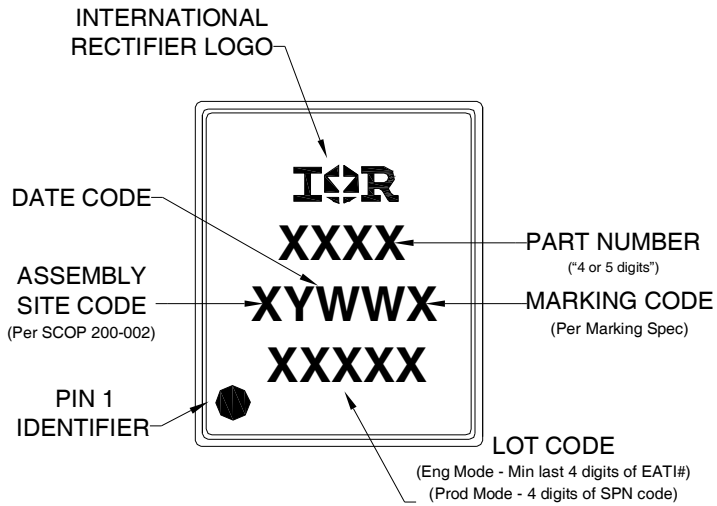 INTERNATIONAL
RECTIFIER LOGO
IOR
DATE CODE
XXXX
PART NUMBER
("4 or 5 digits")
ASSEMBLY
SITE CODE
(Per SCOP 200-002)
XYWWX
MARKING CODE
(Per Marking Spec)
XXXXX
PIN 1
IDENTIFIER
LOT CODE
(Eng Mode - Min last 4 digits of EATI#)
(Prod Mode - 4 digits of SPN code)